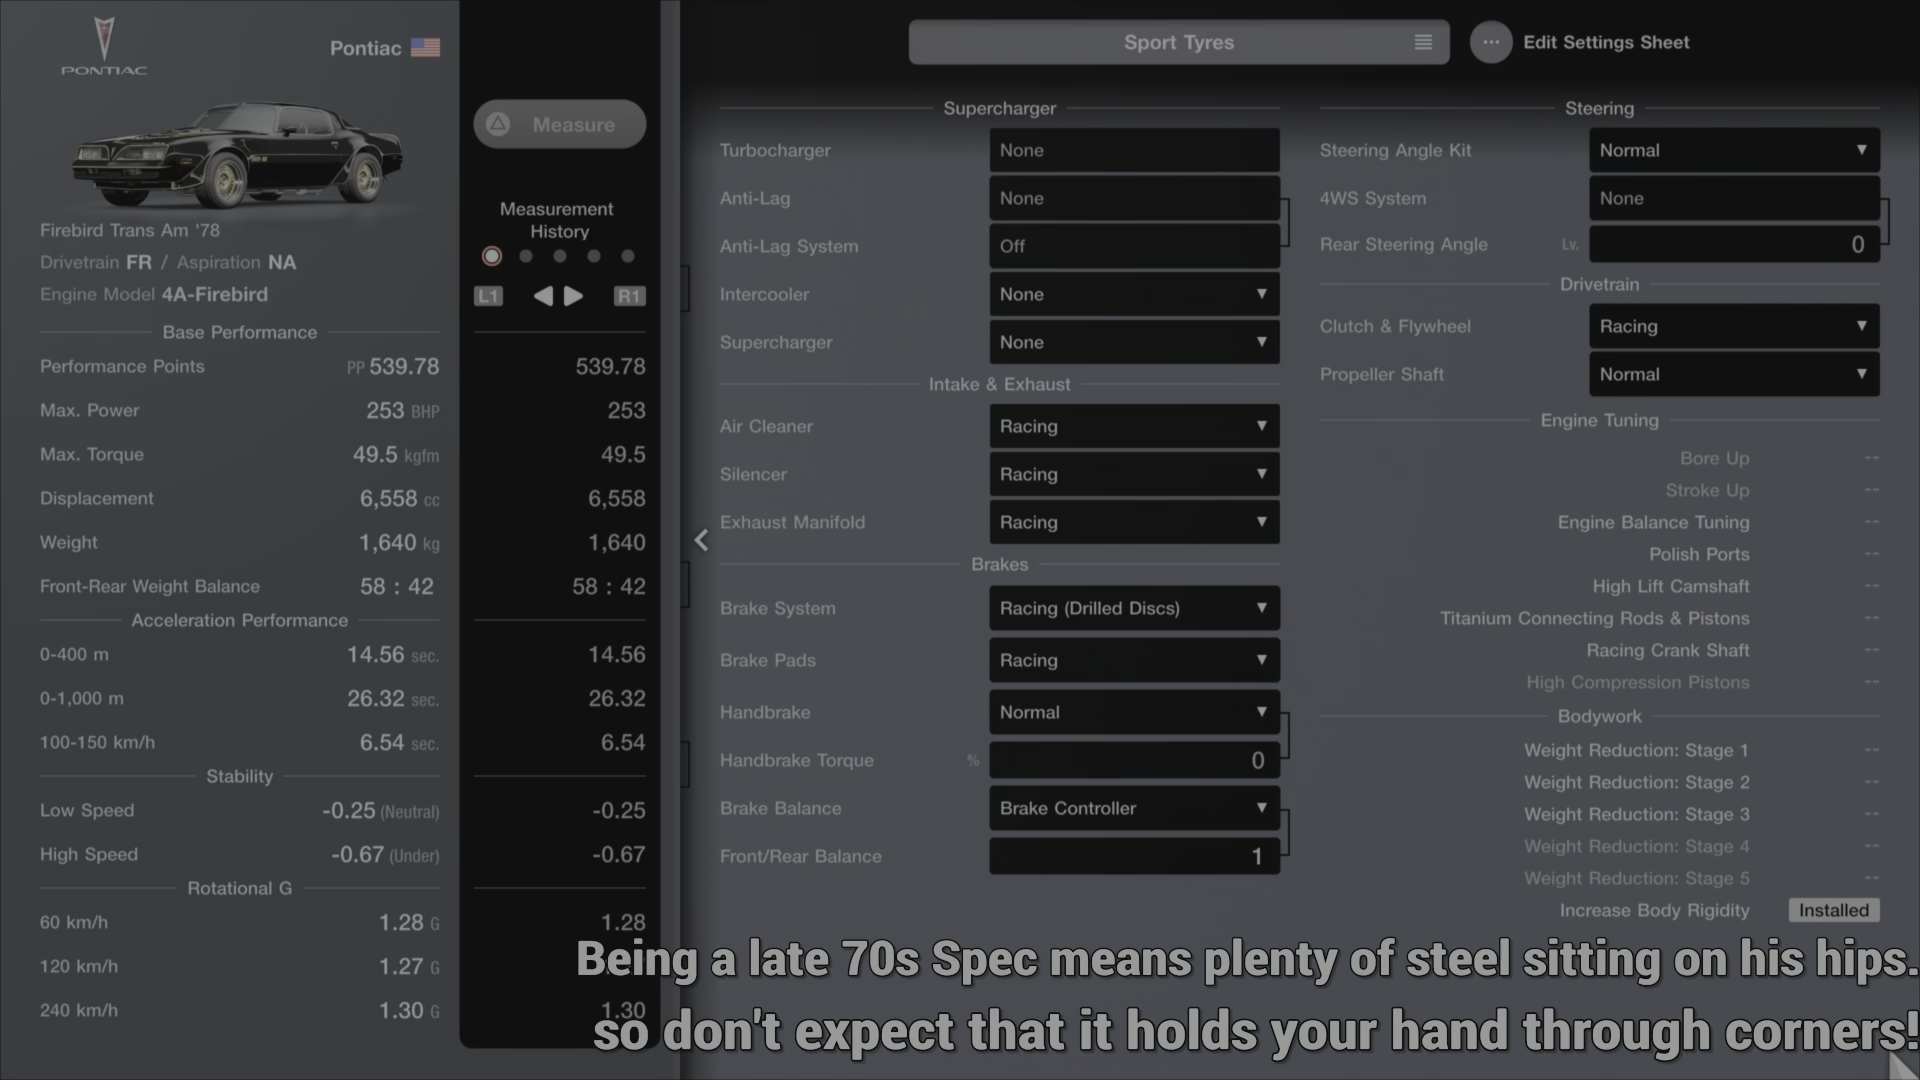 PONTIAC
Pontiac
Firebird Trans Am '78
Drivetrain FR / Aspiration NA
Engine Model 4A-Firebird
Base Performance
Performance Points PP 539.78
Max. Power 253 BHP
Max. Torque 49.5 kgfm
Displacement 6,558 cc
Weight 1,640 kg
Front-Rear Weight Balance 58 : 42
Acceleration Performance
0-400 m 14.56 sec.
0-1,000 m 26.32 sec.
100-150 km/h 6.54 sec.
Stability
Low Speed -0.25 (Neutral)
High Speed -0.67 (Under)
Rotational G
60 km/h 1.28 G
120 km/h 1.27 G
240 km/h 1.30 G
Measure
Measurement
History
L1 R1
539.78
253
49.5
6,558
1,640
58 : 42
14.56
26.32
6.54
-0.25
-0.67
1.28
1.30
Sport Tyres
Edit Settings Sheet
Supercharger
Turbocharger None
Anti-Lag None
Anti-Lag System Off
Intercooler None
Supercharger None
Intake & Exhaust
Air Cleaner Racing
Silencer Racing
Exhaust Manifold Racing
Brakes
Brake System Racing (Drilled Discs)
Brake Pads Racing
Handbrake Normal
Handbrake Torque % 0
Brake Balance Brake Controller
Front/Rear Balance 1
Steering
Steering Angle Kit Normal
4WS System None
Rear Steering Angle Lv. 0
Drivetrain
Clutch & Flywheel Racing
Propeller Shaft Normal
Engine Tuning
Bore Up --
Stroke Up --
Engine Balance Tuning --
Polish Ports --
High Lift Camshaft --
Titanium Connecting Rods & Pistons --
Racing Crank Shaft --
High Compression Pistons --
Bodywork
Weight Reduction: Stage 1 --
Weight Reduction: Stage 2 --
Weight Reduction: Stage 3 --
Weight Reduction: Stage 4 --
Weight Reduction: Stage 5 --
Increase Body Rigidity Installed
Being a late 70s Spec means plenty of steel sitting on his hips.
so don't expect that it holds your hand through corners!